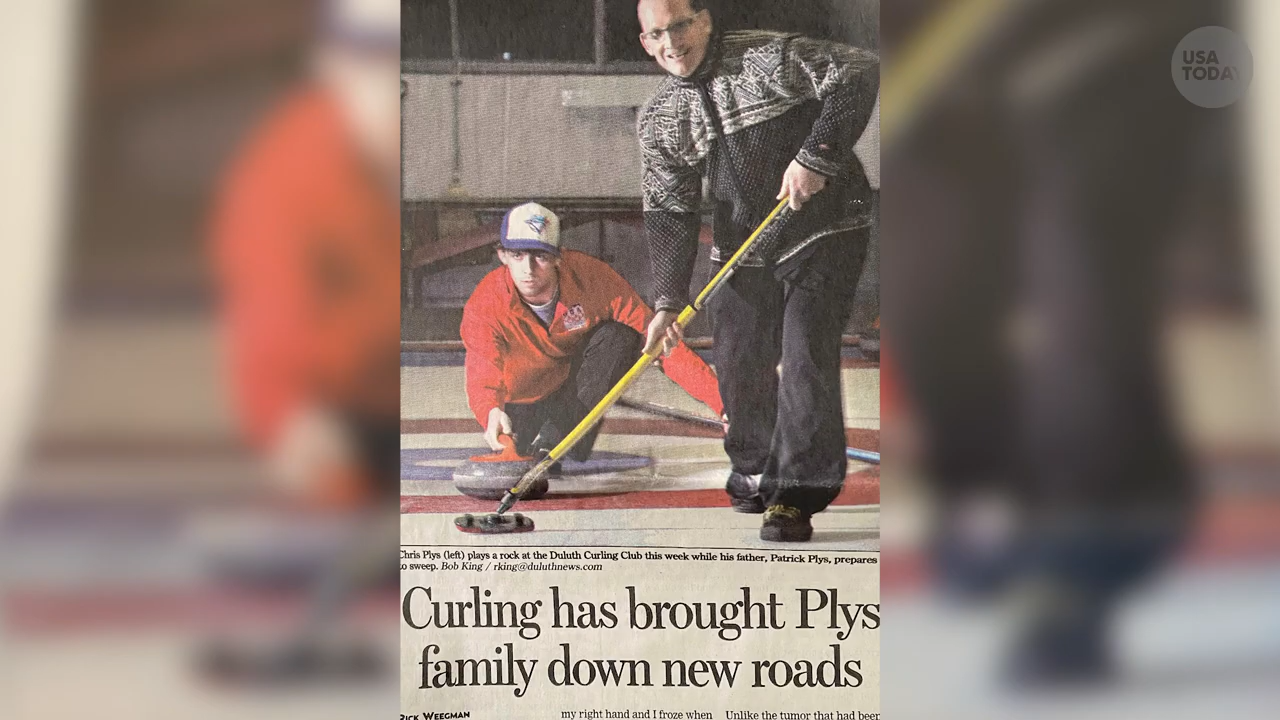 USA
TODAY
Chris Plys (left) plays a rock at the Duluth Curling Club this week while his father, Patrick Plys, prepares
to sweep. Bob King / rking@duluthnews.com
Curling has brought Plys
family down new roads
RICK WEEGMAN
my right hand and I froze when
Unlike the tumor that had been